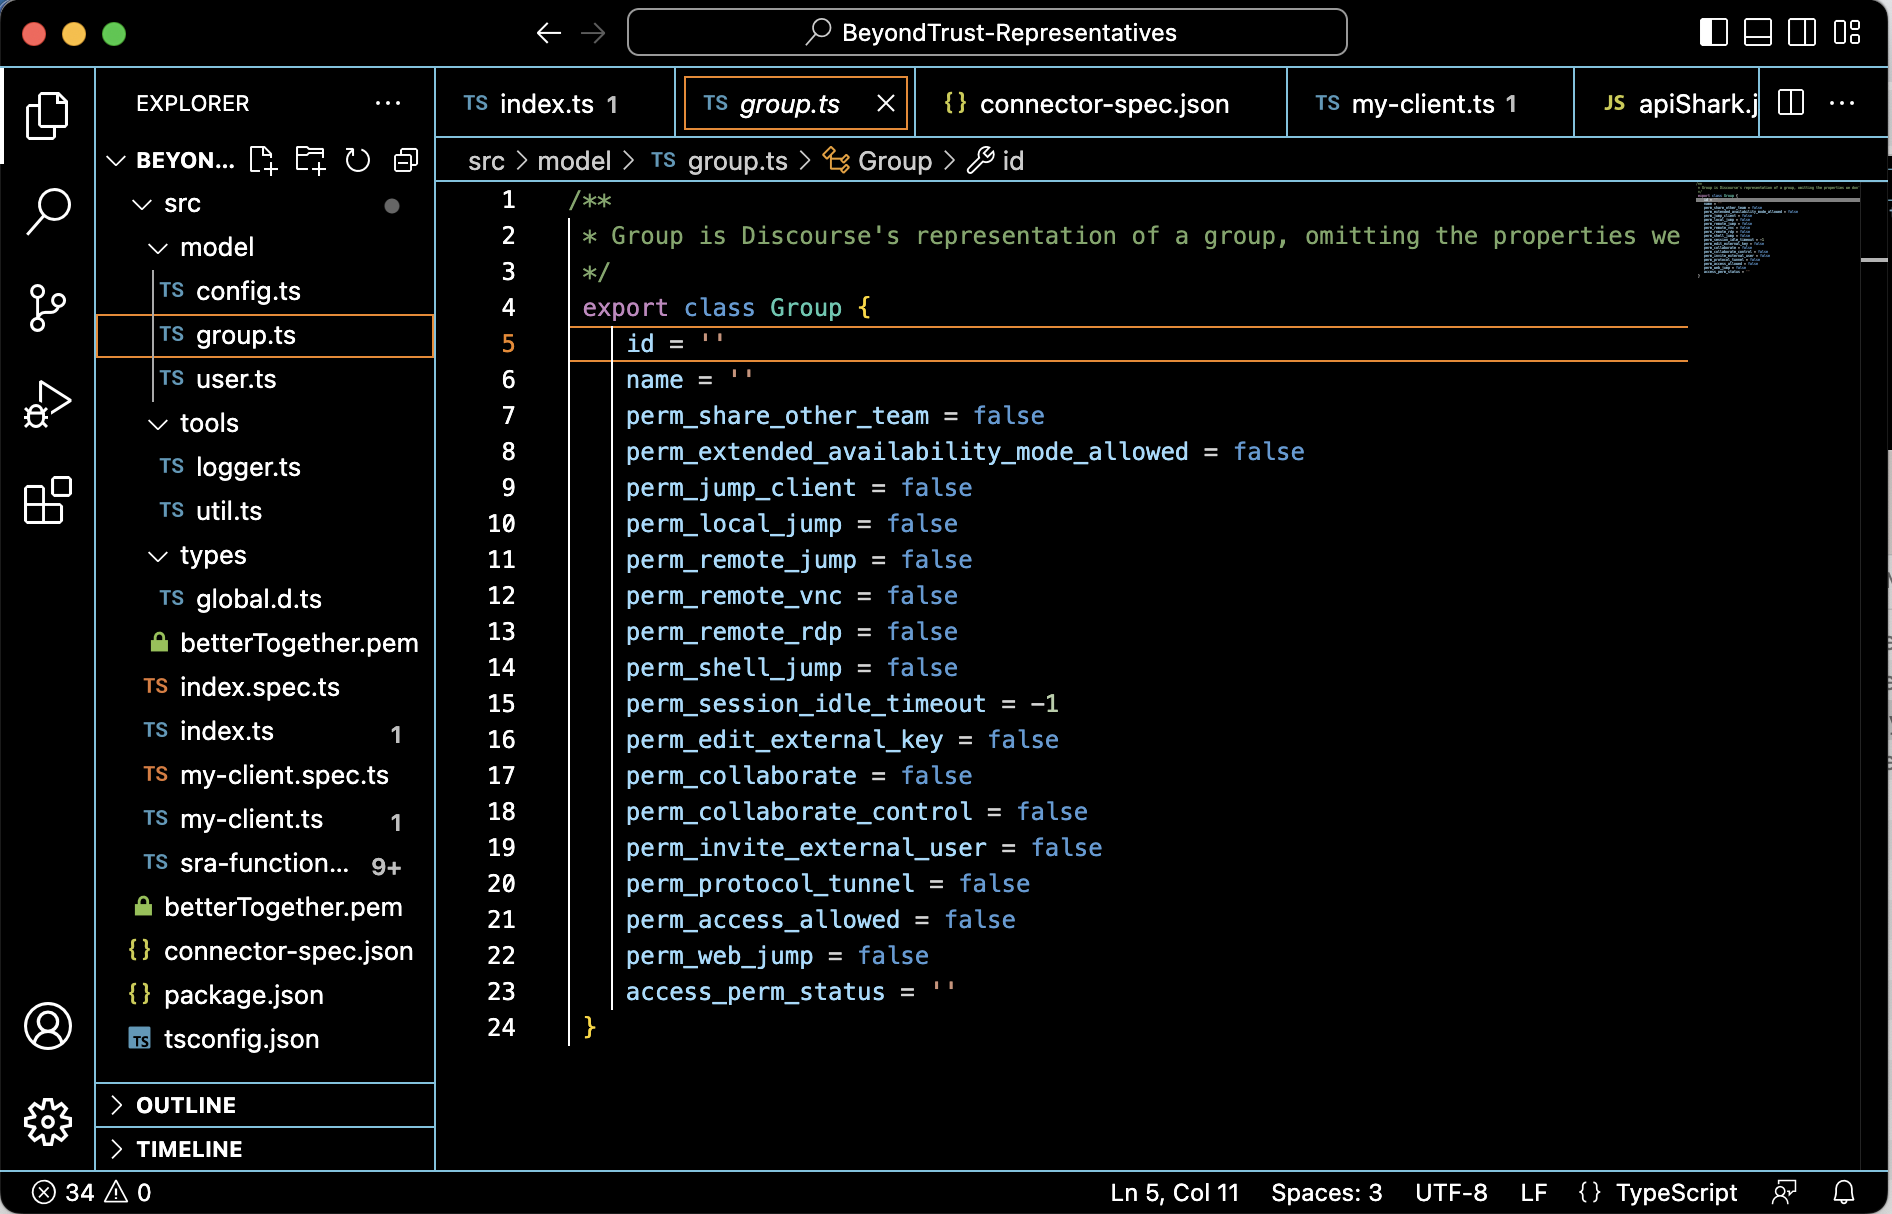 BeyondTrust-Representatives
EXPLORER
TS index.ts 1
TS group.ts
{} connector-spec.json
TS my-client.ts 1
JS apiShark.j
BEYON...
src
model
TS config.ts
TS group.ts
TS user.ts
tools
TS logger.ts
TS util.ts
types
TS global.d.ts
betterTogether.pem
TS index.spec.ts
TS index.ts 1
TS my-client.spec.ts
TS my-client.ts 1
TS sra-function... 9+
betterTogether.pem
{} connector-spec.json
{} package.json
TS tsconfig.json
OUTLINE
TIMELINE
src > model > TS group.ts > Group > id
1 /**
2 * Group is Discourse's representation of a group, omitting the properties we
3 */
4 export class Group {
5 id = ''
6 name = ''
7 perm_share_other_team = false
8 perm_extended_availability_mode_allowed = false
9 perm_jump_client = false
10 perm_local_jump = false
11 perm_remote_jump = false
12 perm_remote_vnc = false
13 perm_remote_rdp = false
14 perm_shell_jump = false
15 perm_session_idle_timeout = -1
16 perm_edit_external_key = false
17 perm_collaborate = false
18 perm_collaborate_control = false
19 perm_invite_external_user = false
20 perm_protocol_tunnel = false
21 perm_access_allowed = false
22 perm_web_jump = false
23 access_perm_status = ''
24 }
34 0
Ln 5, Col 11
Spaces: 3
UTF-8
LF
{} TypeScript